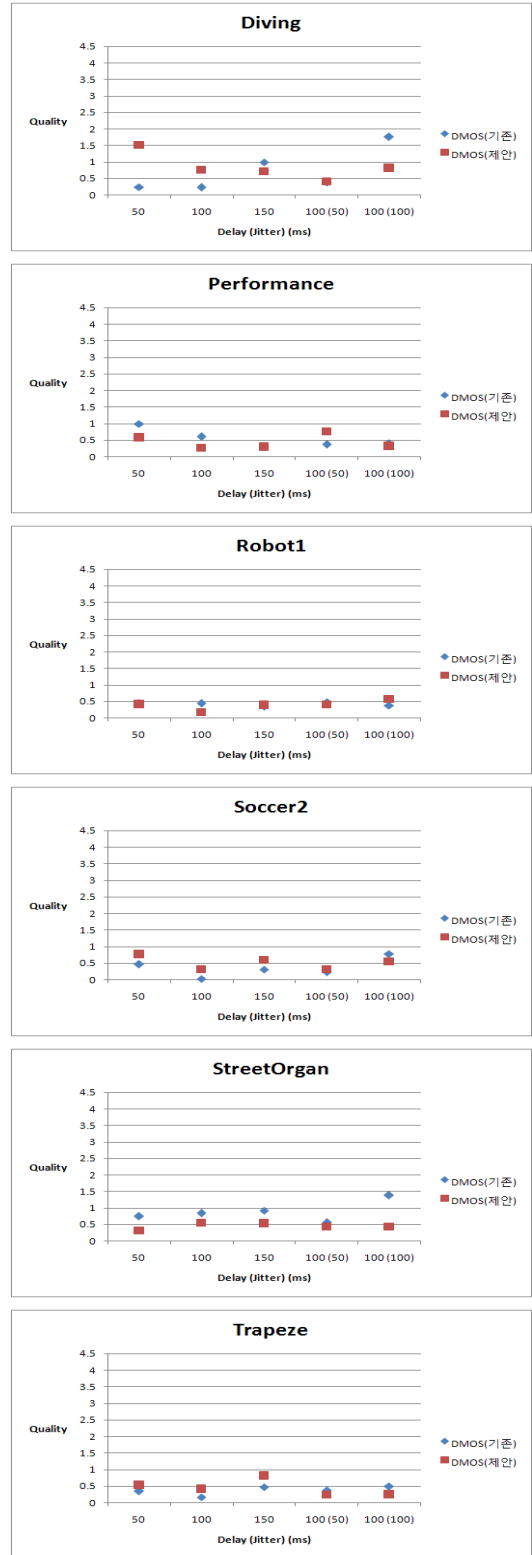 Diving
4.5
4
3.5
3
2.5
2
1.5
1
0.5
0
Quality
50 100 150 100 (50) 100 (100)
Delay (Jitter) (ms)
DMOS(기존)
DMOS(제안)
Performance
4.5
4
3.5
3
2.5
2
1.5
1
0.5
0
Quality
50 100 150 100 (50) 100 (100)
Delay (Jitter) (ms)
DMOS(기존)
DMOS(제안)
Robot1
4.5
4
3.5
3
2.5
2
1.5
1
0.5
0
Quality
50 100 150 100 (50) 100 (100)
Delay (Jitter) (ms)
DMOS(기존)
DMOS(제안)
Soccer2
4.5
4
3.5
3
2.5
2
1.5
1
0.5
0
Quality
50 100 150 100 (50) 100 (100)
Delay (Jitter) (ms)
DMOS(기존)
DMOS(제안)
StreetOrgan
4.5
4
3.5
3
2.5
2
1.5
1
0.5
0
Quality
50 100 150 100 (50) 100 (100)
Delay (Jitter) (ms)
DMOS(기존)
DMOS(제안)
Trapeze
4.5
4
3.5
3
2.5
2
1.5
1
0.5
0
Quality
50 100 150 100 (50) 100 (100)
Delay (Jitter) (ms)
DMOS(기존)
DMOS(제안)